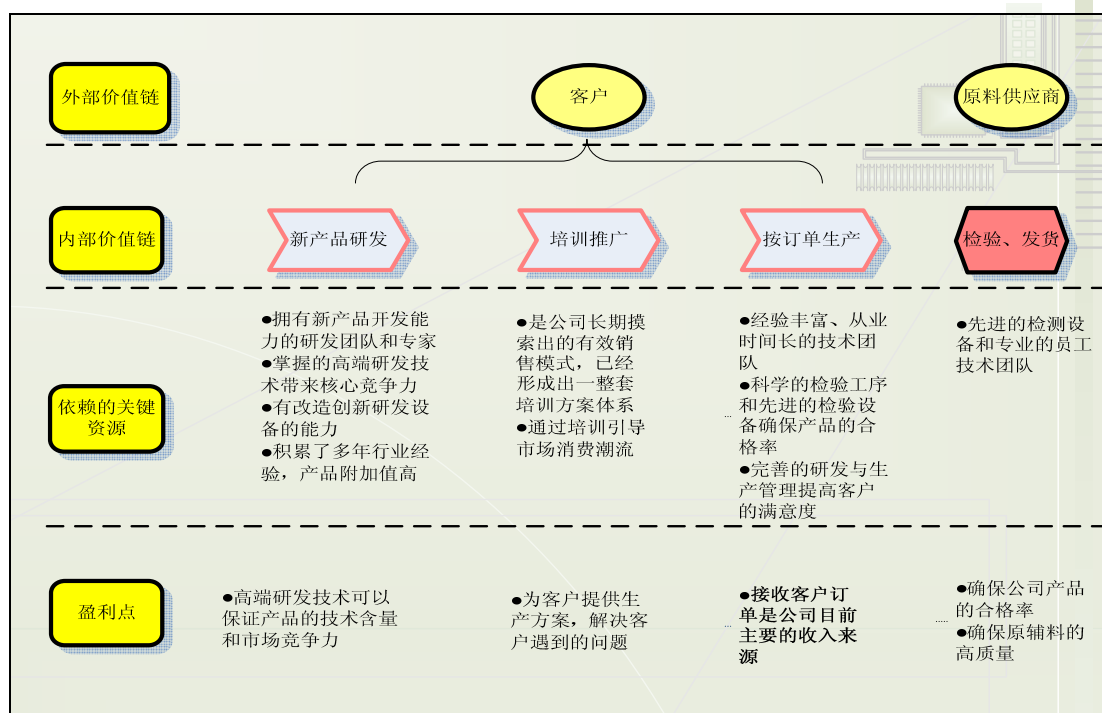 外部价值链
客户
原料供应商
内部价值链
新产品研发
培训推广
按订单生产
检验、发货
依赖的关键
资源
●拥有新产品开发能
力的研发团队和专家
●掌握的高端研发技
术带来核心竞争力
●有改造创新研发设
备的能力
●积累了多年行业经
验，产品附加值高
●是公司长期摸
索出的有效销
售模式，已经
形成出一整套
培训方案体系
●通过培训引导
市场消费潮流
…
●经验丰富、从业
时间长的技术团
队
●科学的检验工序
和先进的检验设
备确保产品的合
格率
●完善的研发与生
产管理提高客户
的满意度
●先进的检测设
备和专业的员工
技术团队
盈利点
●高端研发技术可以
保证产品的技术含量
和市场竞争力
●为客户提供生
产方案，解决客
户遇到的问题
…
●接收客户订
单是公司目前
主要的收入来
源
……
●确保公司产品
的合格率
●确保原辅料的
高质量